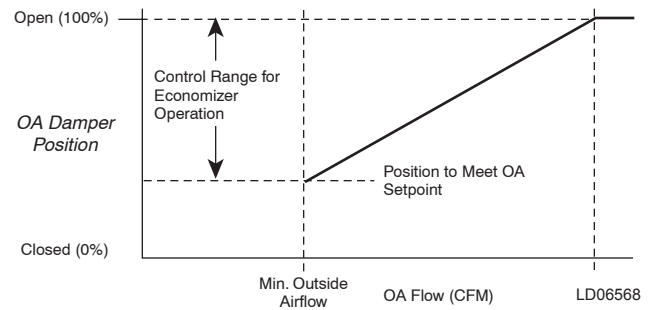 Open (100%)
Control Range for
Economizer
Operation
OA Damper
Position
Position to Meet OA
Setpoint
Closed (0%)
Min. Outside
Airflow
OA Flow (CFM)
LD06568